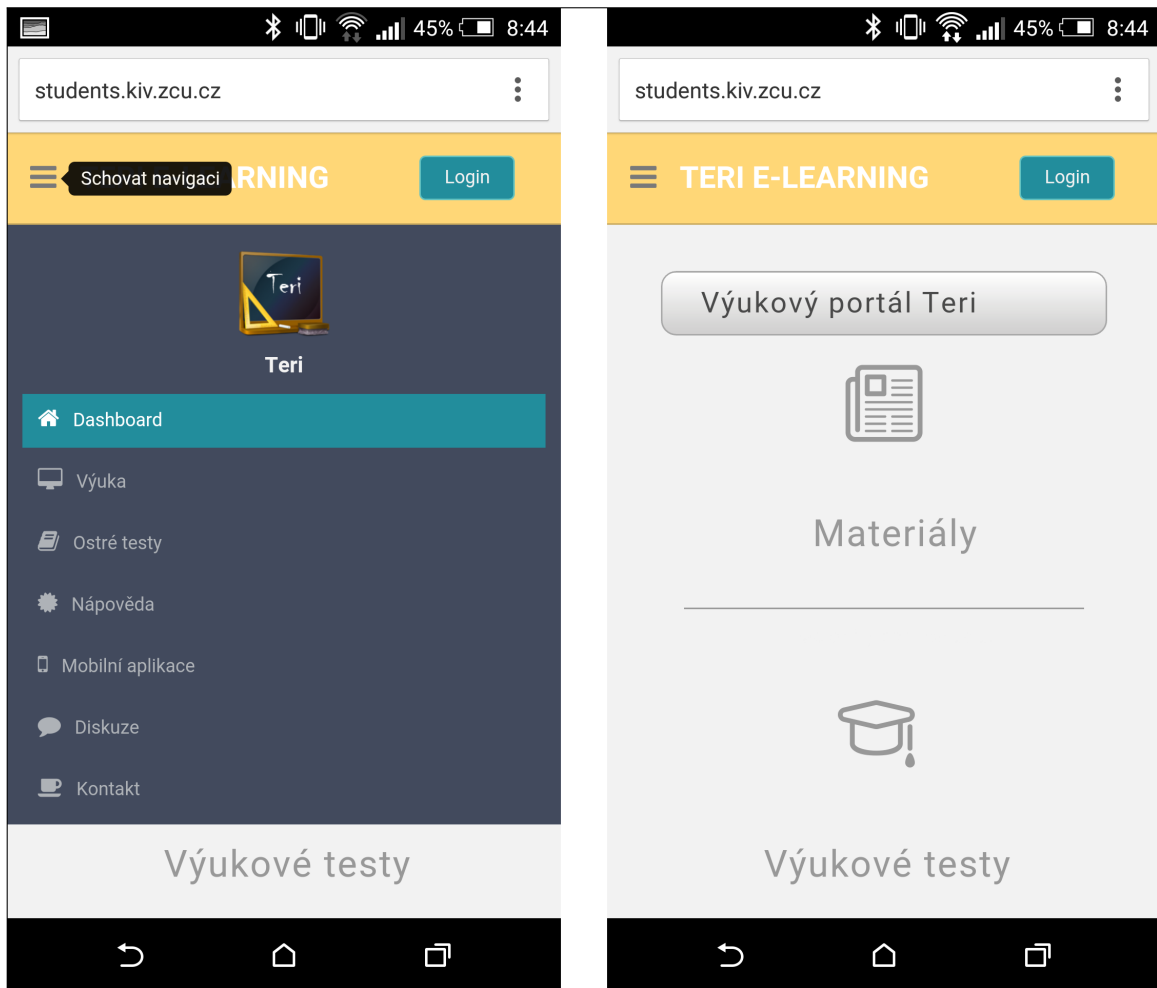 45% 8:44
students.kiv.zcu.cz
Schovat navigaci RNING Login
Teri
Teri
Dashboard
Výuka
Ostré testy
Nápověda
Mobilní aplikace
Diskuze
Kontakt
Výukové testy
45% 8:44
students.kiv.zcu.cz
TERI E-LEARNING Login
Výukový portál Teri
Materiály
Výukové testy